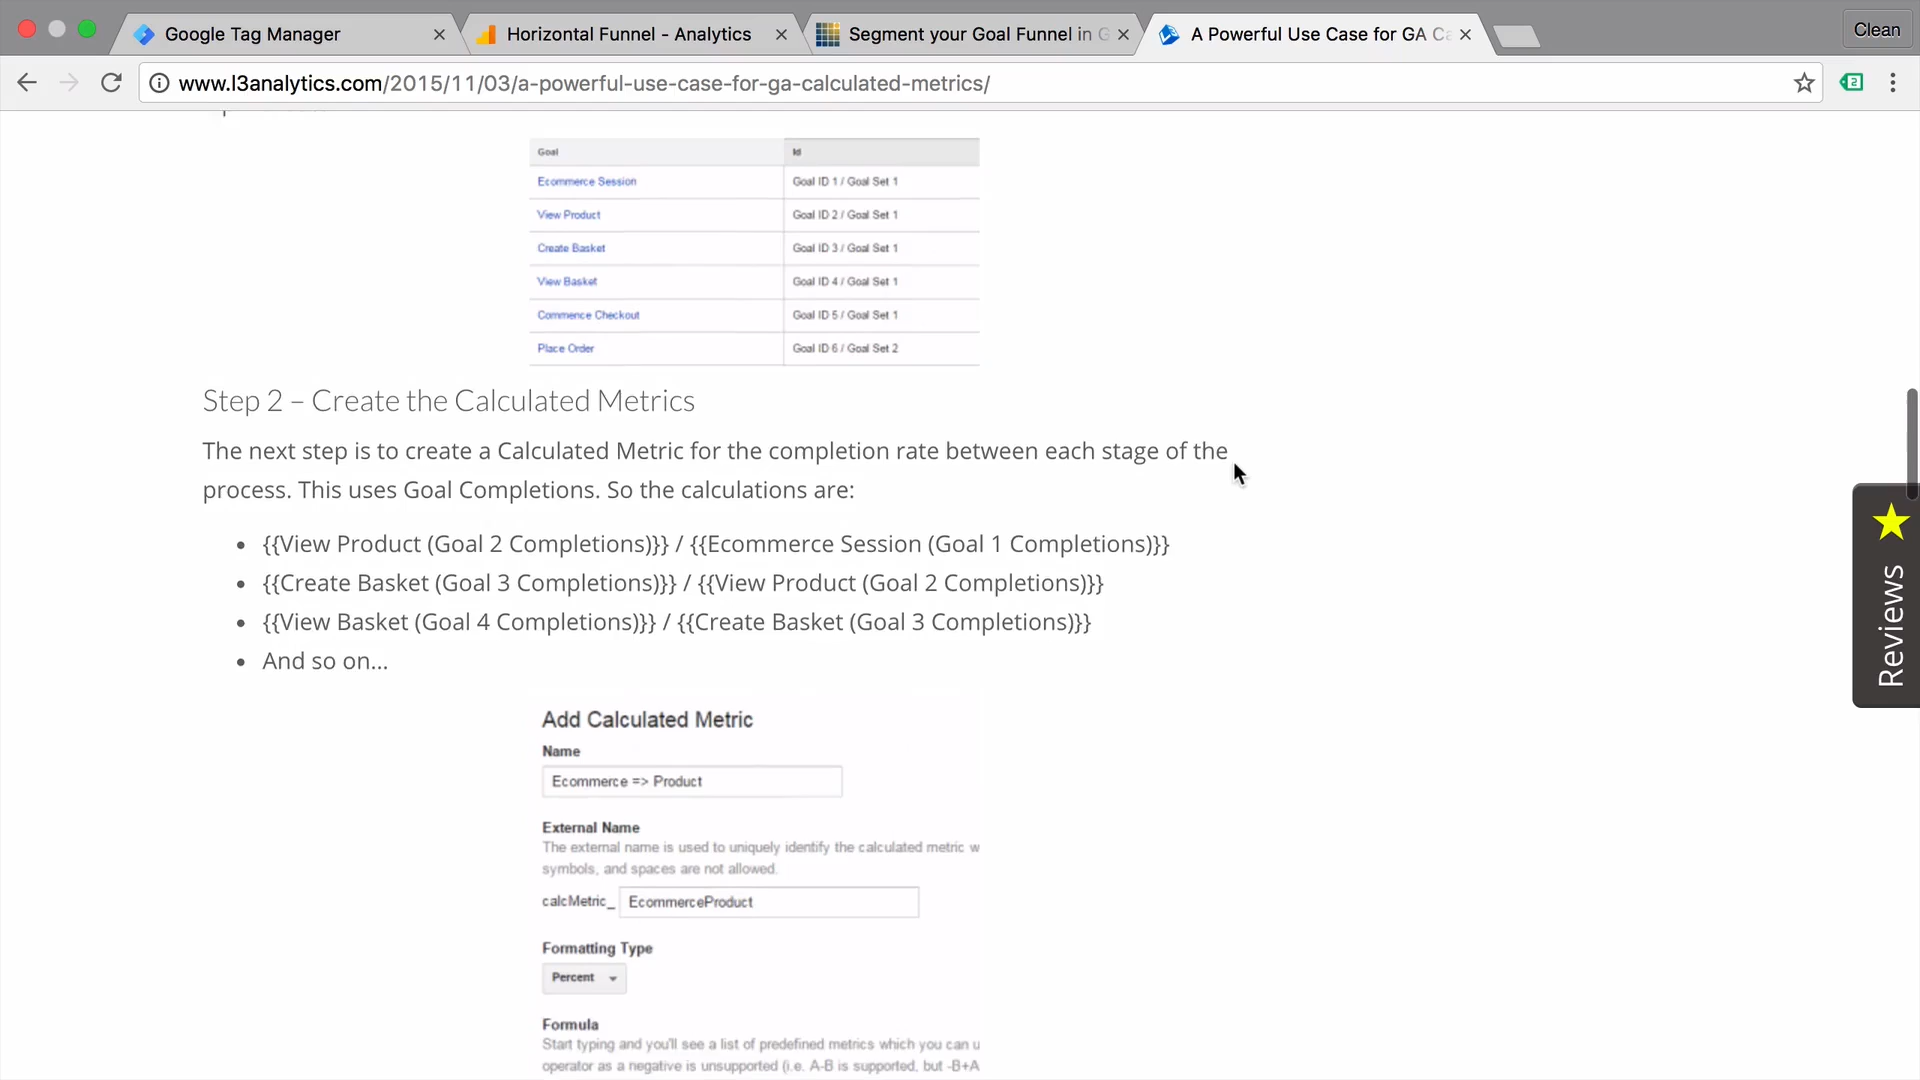 Google Tag Manager
Horizontal Funnel - Analytics
Segment your Goal Funnel in G
A Powerful Use Case for GA Ca
Clean
www.l3analytics.com/2015/11/03/a-powerful-use-case-for-ga-calculated-metrics/
2
Goal Id
Ecommerce Session Goal ID 1 / Goal Set 1
View Product Goal ID 2 / Goal Set 1
Create Basket Goal ID 3 / Goal Set 1
View Basket Goal ID 4 / Goal Set 1
Commence Checkout Goal ID 5 / Goal Set 1
Place Order Goal ID 6 / Goal Set 2
Step 2 – Create the Calculated Metrics
The next step is to create a Calculated Metric for the completion rate between each stage of the
process. This uses Goal Completions. So the calculations are:
• {{View Product (Goal 2 Completions)}} / {{Ecommerce Session (Goal 1 Completions)}}
• {{Create Basket (Goal 3 Completions)}} / {{View Product (Goal 2 Completions)}}
• {{View Basket (Goal 4 Completions)}} / {{Create Basket (Goal 3 Completions)}}
• And so on...
Reviews
Add Calculated Metric
Name
Ecommerce => Product
External Name
The external name is used to uniquely identify the calculated metric w
symbols, and spaces are not allowed.
calcMetric_ EcommerceProduct
Formatting Type
Percent
Formula
Start typing and you'll see a list of predefined metrics which you can u
operator as a negative is unsupported (i.e. A-B is supported, but -B+A